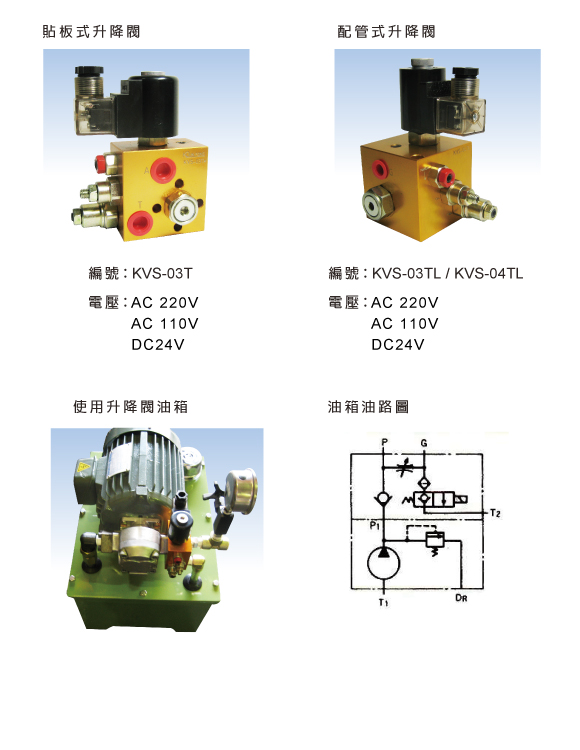 貼板式升降閥
配管式升降閥
A
T
編號：KVS-03T
電壓：AC 220V
AC 110V
DC24V
編號：KVS-03TL / KVS-04TL
電壓：AC 220V
AC 110V
DC24V
使用升降閥油箱
油箱油路圖
P G
T2
P1
T1 DR